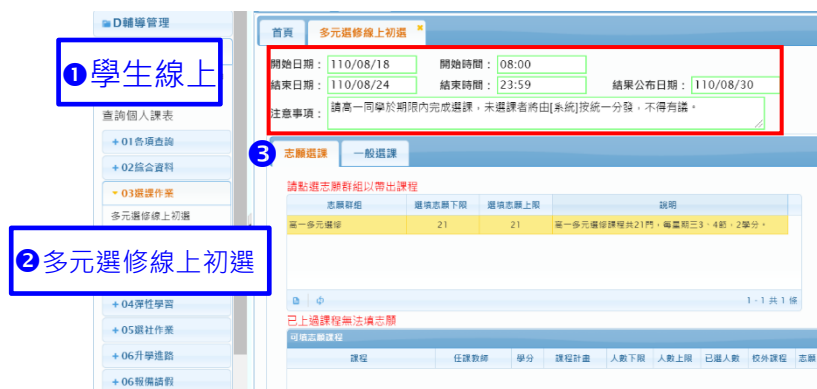 D輔導管理
❶學生線上
查詢個人課表
+01各項查詢
+02綜合資料
03選課作業
多元選修線上初選
❷多元選修線上初選
+04彈性學習
+05選社作業
+06升學進路
+06報備請假
首頁 多元選修線上初選
開始日期： 110/08/18 開始時間： 08:00
結束日期： 110/08/24 結束時間： 23:59 結果公布日期： 110/08/30
注意事項： 請高一同學於期限內完成選課，未選課者將由[系統]按統一分發，不得有議。
❸ 志願選課 一般選課
請點選志願群組以帶出課程
志願群組 選填志願下限 選填志願上限 說明
高一多元選修 21 21 高一多元選修課程共21門，每星期三3、4節，2學分。
1 - 1 共 1 條
已上過課程無法填志願
可填志願課程
課程 任課教師 學分 課程計畫 人數下限 人數上限 已選人數 校外課程 志願